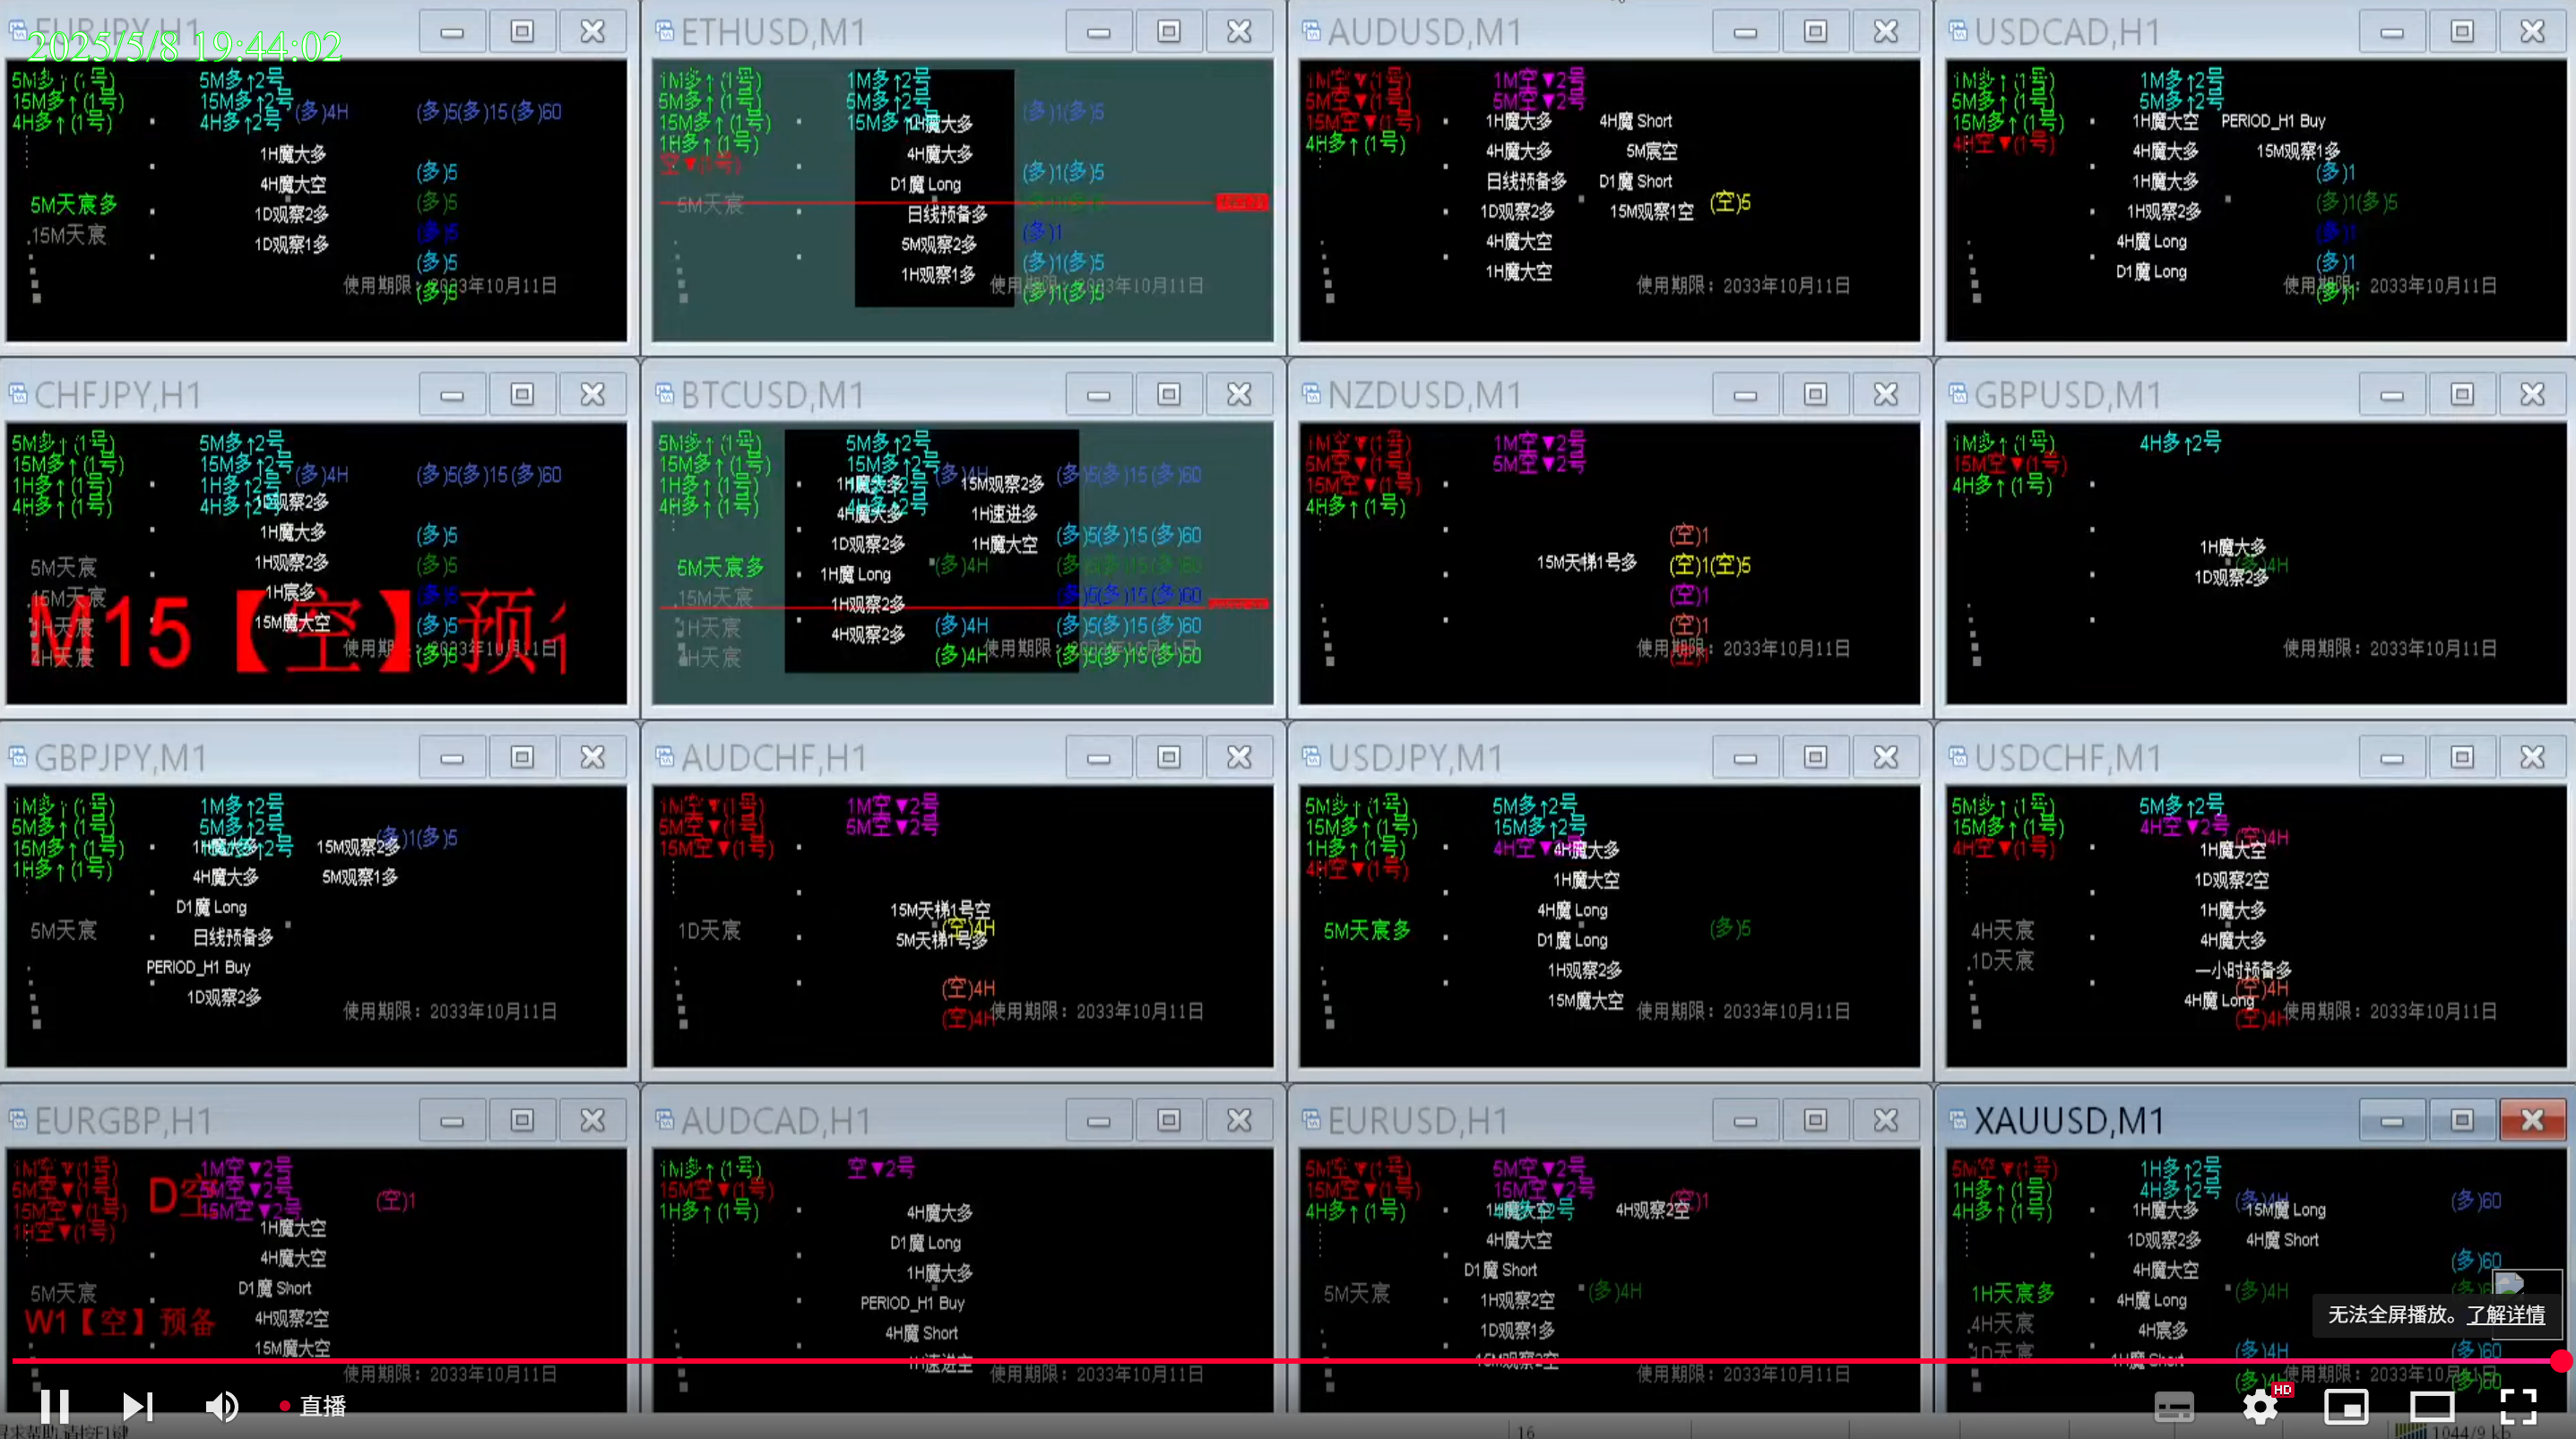 EURJPY,H1
2025/5/8 19:44:02
5M多↑(1号)
15M多↑(1号)
4H多↑(1号)
5M多↑2号
15M多↑2号
4H多↑2号
(多)4H
(多)5(多)15(多)60
1H魔大多
4H魔大空
1D观察2多
1D观察1多
(多)5
(多)5
(多)5
(多)5
(多)5
5M天宸多
15M天宸
使用期限：2033年10月11日
ETHUSD,M1
1M多↑(1号)
5M多↑(1号)
15M多↑(1号)
1H多↑(1号)
空▼(1号)
1M多↑2号
5M多↑2号
15M多↑2号
1H魔大多
4H魔大多
D1魔 Long
日线预备多
5M观察2多
1H观察1多
(多)1(多)5
(多)1(多)5
(多)1
(多)1(多)5
(多)1(多)5
5M天宸
使用期限：2033年10月11日
AUDUSD,M1
1M空▼(1号)
5M空▼(1号)
15M空▼(1号)
4H多↑(1号)
1M空▼2号
5M空▼2号
1H魔大多
4H魔大多
日线预备多
1D观察2多
4H魔大空
1H魔大空
4H魔 Short
5M宸空
D1魔 Short
15M观察1空
(空)5
使用期限：2033年10月11日
USDCAD,H1
1M多↑(1号)
5M多↑(1号)
15M多↑(1号)
4H空▼(1号)
1M多↑2号
5M多↑2号
1H魔大空
4H魔大多
1H魔大多
1H观察2多
4H魔 Long
D1魔 Long
PERIOD_H1 Buy
15M观察1多
(多)1
(多)1(多)5
(多)1
(多)1
(多)1
使用期限：2033年10月11日
CHFJPY,H1
5M多↑(1号)
15M多↑(1号)
1H多↑(1号)
4H多↑(1号)
5M多↑2号
15M多↑2号
1H多↑2号
4H多↑2号
(多)4H
(多)5(多)15(多)60
1D观察2多
1H魔大多
1H观察2多
1H宸多
15M魔大空
(多)5
(多)5
(多)5
(多)5
(多)5
5M天宸
15M天宸
1H天宸
4H天宸
M15【空】预
使用期限：2033年10月11日
BTCUSD,M1
5M多↑(1号)
15M多↑(1号)
1H多↑(1号)
4H多↑(1号)
5M多↑2号
15M多↑2号
4H多↑2号
(多)4H
(多)5(多)15(多)60
1H魔大多
4H魔大多
1D观察2多
1H魔 Long
1H观察2多
4H观察2多
15M观察2多
1H速进多
1H魔大空
(多)5(多)15(多)60
(多)4H
(多)5(多)15(多)60
(多)5(多)15(多)60
(多)4H
(多)5(多)15(多)60
(多)4H
(多)5(多)15(多)60
5M天宸多
15M天宸
1H天宸
4H天宸
使用期限：
NZDUSD,M1
1M空▼(1号)
5M空▼(1号)
15M空▼(1号)
4H多↑(1号)
1M空▼2号
5M空▼2号
15M天梯1号多
(空)1
(空)1(空)5
(空)1
(空)1
(空)1
使用期限：2033年10月11日
GBPUSD,M1
1M多↑(1号)
15M空▼(1号)
4H多↑(1号)
4H多↑2号
1H魔大多
(多)4H
1D观察2多
使用期限：2033年10月11日
GBPJPY,M1
1M多↑(1号)
5M多↑(1号)
15M多↑(1号)
1H多↑(1号)
1M多↑2号
5M多↑2号
15M多↑2号
1H魔大多
4H魔大多
D1魔 Long
日线预备多
PERIOD_H1 Buy
1D观察2多
15M观察2多
5M观察1多
(多)1(多)5
5M天宸
使用期限：2033年10月11日
AUDCHF,H1
1M空▼(1号)
5M空▼(1号)
15M空▼(1号)
1M空▼2号
5M空▼2号
15M天梯1号空
(空)4H
5M天梯1号多
(空)4H
(空)4H
1D天宸
使用期限：2033年10月11日
USDJPY,M1
5M多↑(1号)
15M多↑(1号)
1H多↑(1号)
4H空▼(1号)
5M多↑2号
15M多↑2号
4H空▼2号
4H魔大多
1H魔大空
4H魔 Long
D1魔 Long
1H观察2多
15M魔大空
5M天宸多
(多)5
使用期限：2033年10月11日
USDCHF,M1
5M多↑(1号)
15M多↑(1号)
4H空▼(1号)
5M多↑2号
4H空▼2号
(空)4H
1H魔大空
1D观察2空
1H魔大多
4H魔大多
一小时预备多
4H魔 Long
(空)4H
(空)4H
4H天宸
1D天宸
使用期限：2033年10月11日
EURGBP,H1
1M空▼(1号)
5M空▼(1号)
15M空▼(1号)
1H空▼(1号)
D空
1M空▼2号
5M空▼2号
15M空▼2号
(空)1
1H魔大空
4H魔大空
D1魔 Short
4H观察2空
15M魔大空
5M天宸
W1【空】预备
使用期限：2033年10月11日
AUDCAD,H1
1M多↑(1号)
15M空▼(1号)
1H多↑(1号)
空▼2号
4H魔大多
D1魔 Long
1H魔大多
PERIOD_H1 Buy
4H魔 Short
1H速进空
使用期限：2033年10月11日
EURUSD,H1
5M空▼(1号)
15M空▼(1号)
4H多↑(1号)
5M空▼2号
15M空▼2号
1H魔大空
4H魔大空
D1魔 Short
1H观察2空
1D观察1多
15M观察2空
4H观察2空
(空)1
(多)4H
5M天宸
使用期限：2033年10月11日
XAUUSD,M1
5M空▼(1号)
1H多↑(1号)
4H多↑(1号)
1H多↑2号
4H多↑2号
(多)4H
(多)60
1H魔大多
1D观察2多
4H魔大空
4H魔 Long
4H宸多
1H魔 Short
15M魔 Long
4H魔 Short
(多)60
(多)4H
(多)4H
(多)60
1H天宸多
4H天宸
1D天宸
使用期限：2033年10月11日
无法全屏播放。了解详情
直播
HD
16